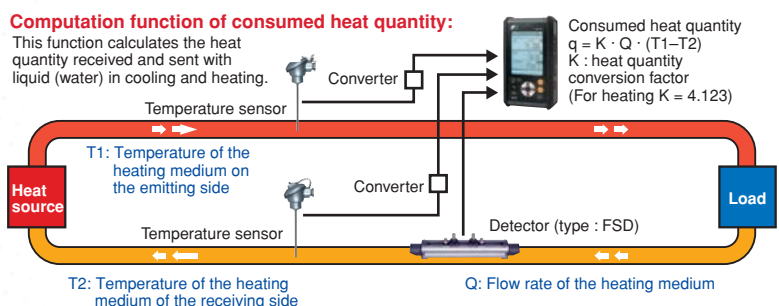 Computation function of consumed heat quantity:
This function calculates the heat
quantity received and sent with
liquid (water) in cooling and heating.
Consumed heat quantity
q = K · Q · (T1–T2)
K : heat quantity
conversion factor
(For heating K = 4.123)
Converter
Temperature sensor
T1: Temperature of the
heating medium on
the emitting side
Heat
source
Load
Converter
Temperature sensor
Detector (type : FSD)
T2: Temperature of the heating
medium of the receiving side
Q: Flow rate of the heating medium